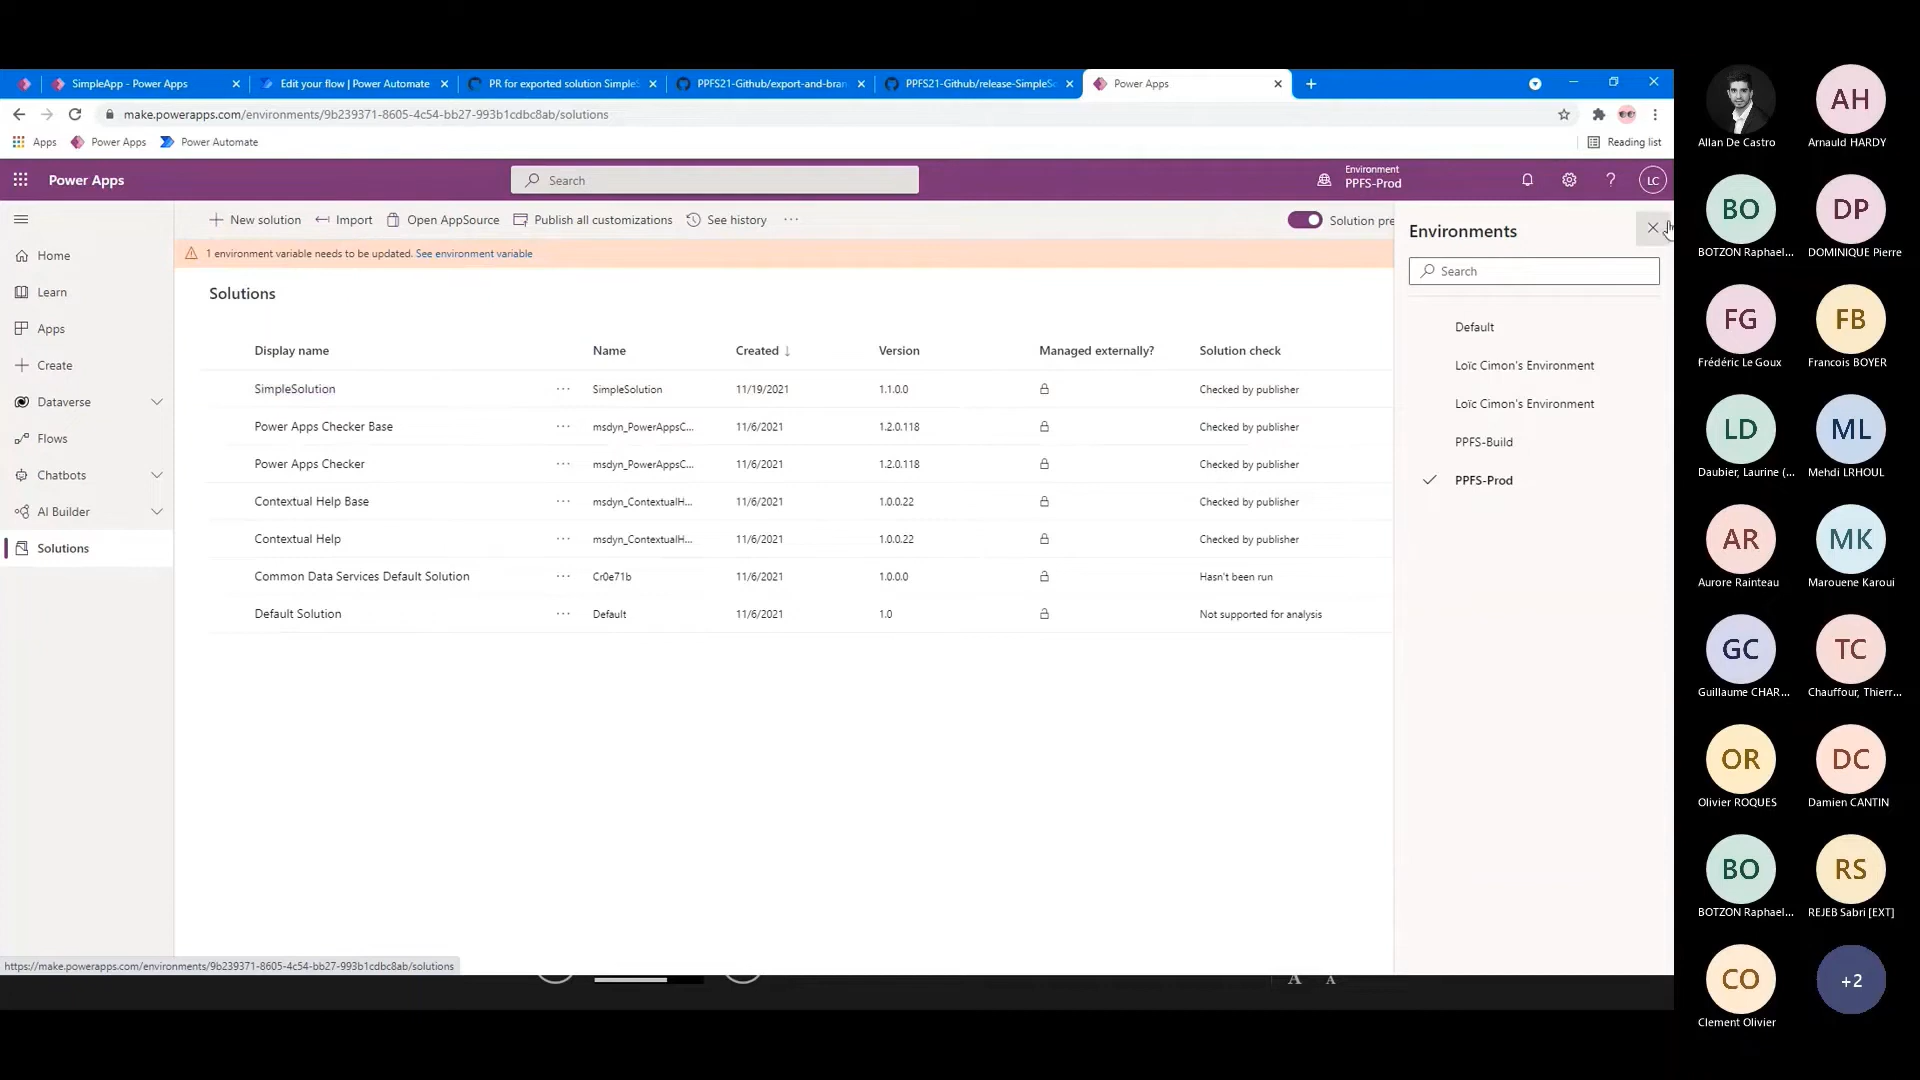 SimpleApp - Power Apps
Edit your flow | Power Automate
PR for exported solution SimpleS
PPFS21-Github/export-and-bran
PPFS21-Github/release-SimpleSo
Power Apps
make.powerapps.com/environments/9b239371-8605-4c54-bb27-993b1cdbc8ab/solutions
Apps
Power Apps
Power Automate
Reading list
Power Apps
Search
Environment
PPFS-Prod
LC
New solution
Import
Open AppSource
Publish all customizations
See history
Solution pre
1 environment variable needs to be updated. See environment variable
Home
Learn
Apps
Create
Dataverse
Flows
Chatbots
AI Builder
Solutions
Solutions
Display name Name Created Version Managed externally? Solution check
SimpleSolution SimpleSolution 11/19/2021 1.1.0.0 Checked by publisher
Power Apps Checker Base msdyn_PowerAppsC... 11/6/2021 1.2.0.118 Checked by publisher
Power Apps Checker msdyn_PowerAppsC... 11/6/2021 1.2.0.118 Checked by publisher
Contextual Help Base msdyn_ContextualH... 11/6/2021 1.0.0.22 Checked by publisher
Contextual Help msdyn_ContextualH... 11/6/2021 1.0.0.22 Checked by publisher
Common Data Services Default Solution Cr0e71b 11/6/2021 1.0.0.0 Hasn't been run
Default Solution Default 11/6/2021 1.0 Not supported for analysis
Environments
Search
Default
Loïc Cimon's Environment
Loïc Cimon's Environment
PPFS-Build
PPFS-Prod
https://make.powerapps.com/environments/9b239371-8605-4c54-bb27-993b1cdbc8ab/solutions
A A
AH
Allan De Castro Arnauld HARDY
BO DP
BOTZON Raphael... DOMINIQUE Pierre
FG FB
Frédéric Le Goux Francois BOYER
LD ML
Daubier, Laurine (... Mehdi LRHOUL
AR MK
Aurore Rainteau Marouene Karoui
GC TC
Guillaume CHAR... Chauffour, Thierr...
OR DC
Olivier ROQUES Damien CANTIN
BO RS
BOTZON Raphael... REJEB Sabri [EXT]
CO +2
Clement Olivier